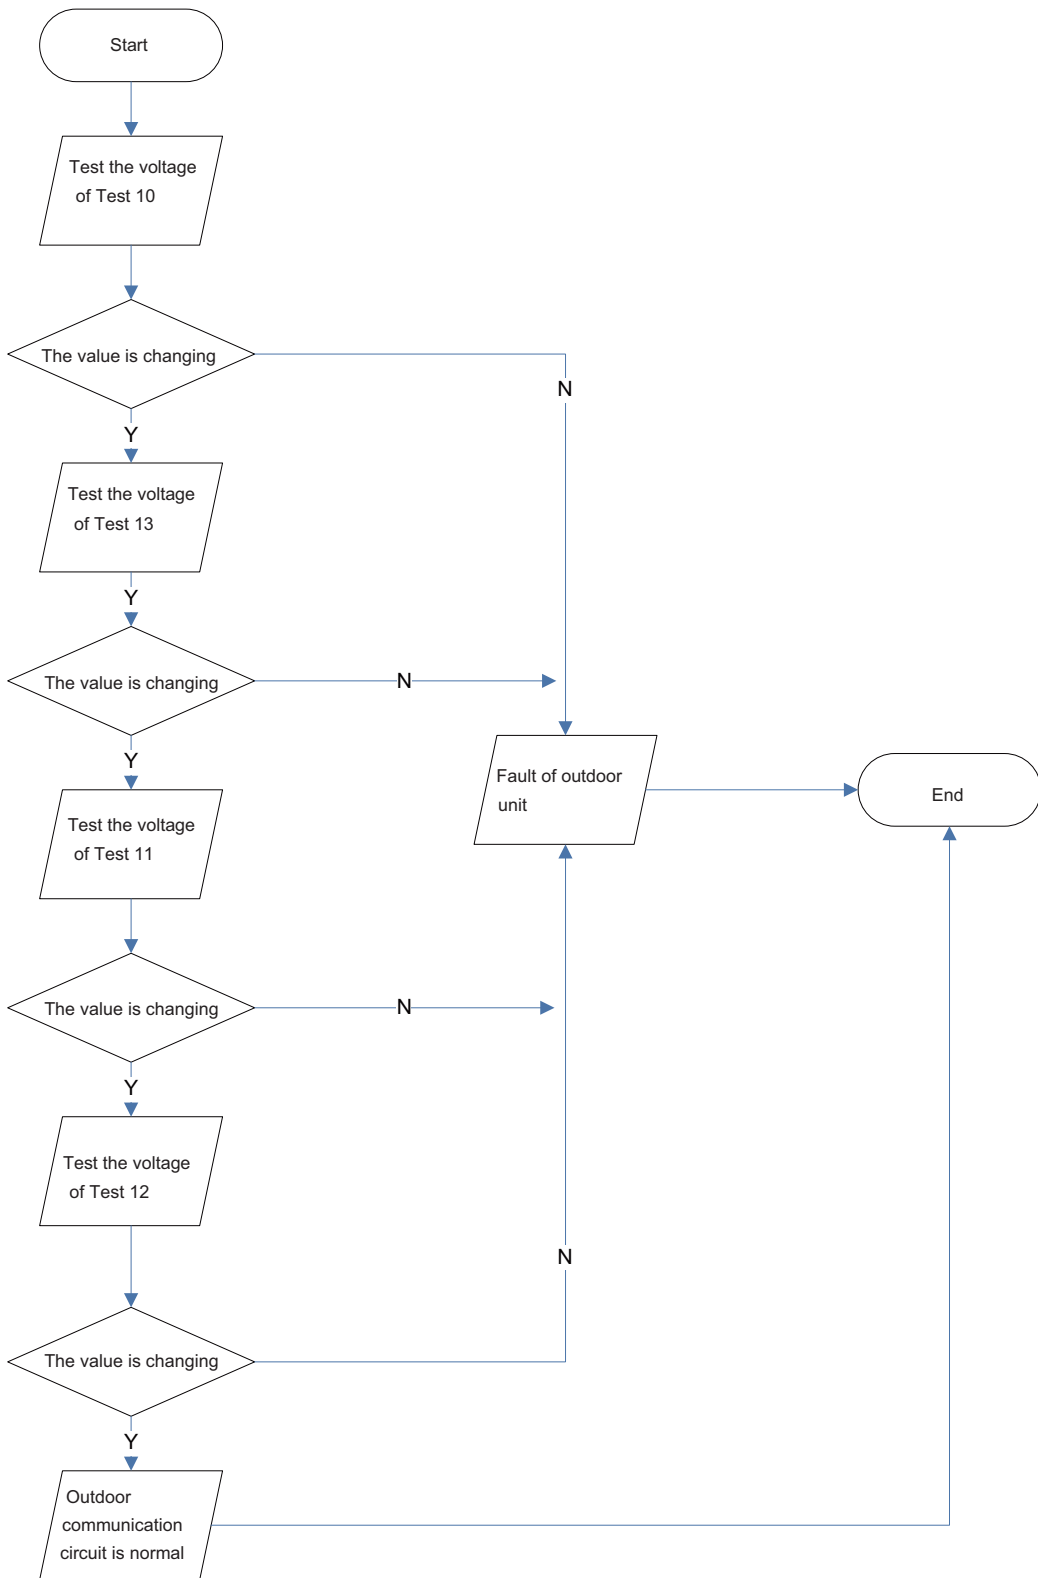 Start
Test the voltage
of Test 10
The value is changing
N
Y
Test the voltage
of Test 13
Y
The value is changing
N
Y
Fault of outdoor
unit
End
Test the voltage
of Test 11
The value is changing
N
Y
Test the voltage
of Test 12
N
The value is changing
Y
Outdoor
communication
circuit is normal